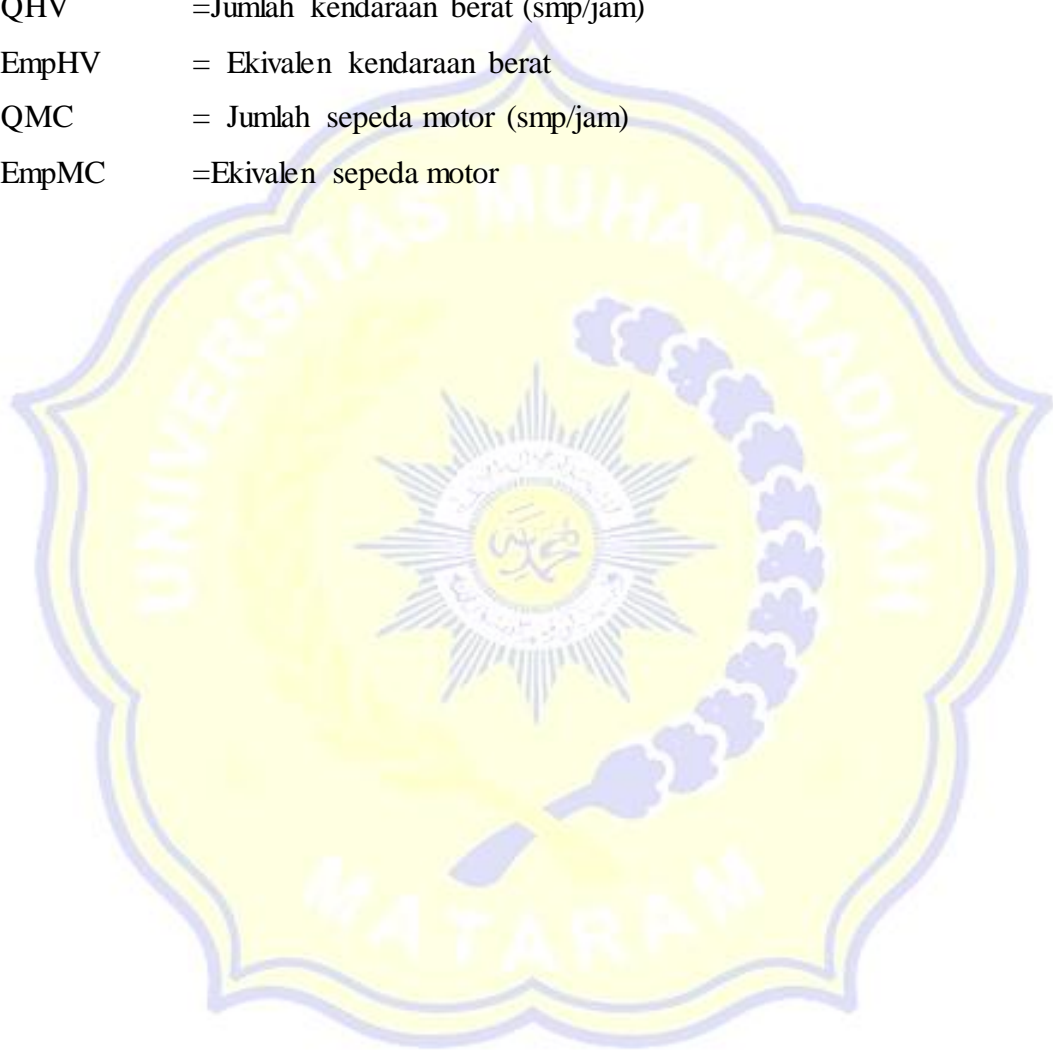 QHV =Jumlah kendaraan berat (smp/jam)
EmpHV = Ekivalen kendaraan berat
QMC = Jumlah sepeda motor (smp/jam)
EmpMC =Ekivalen sepeda motor
UNIVERSITAS MUHAMMADIYAH
MATARAM